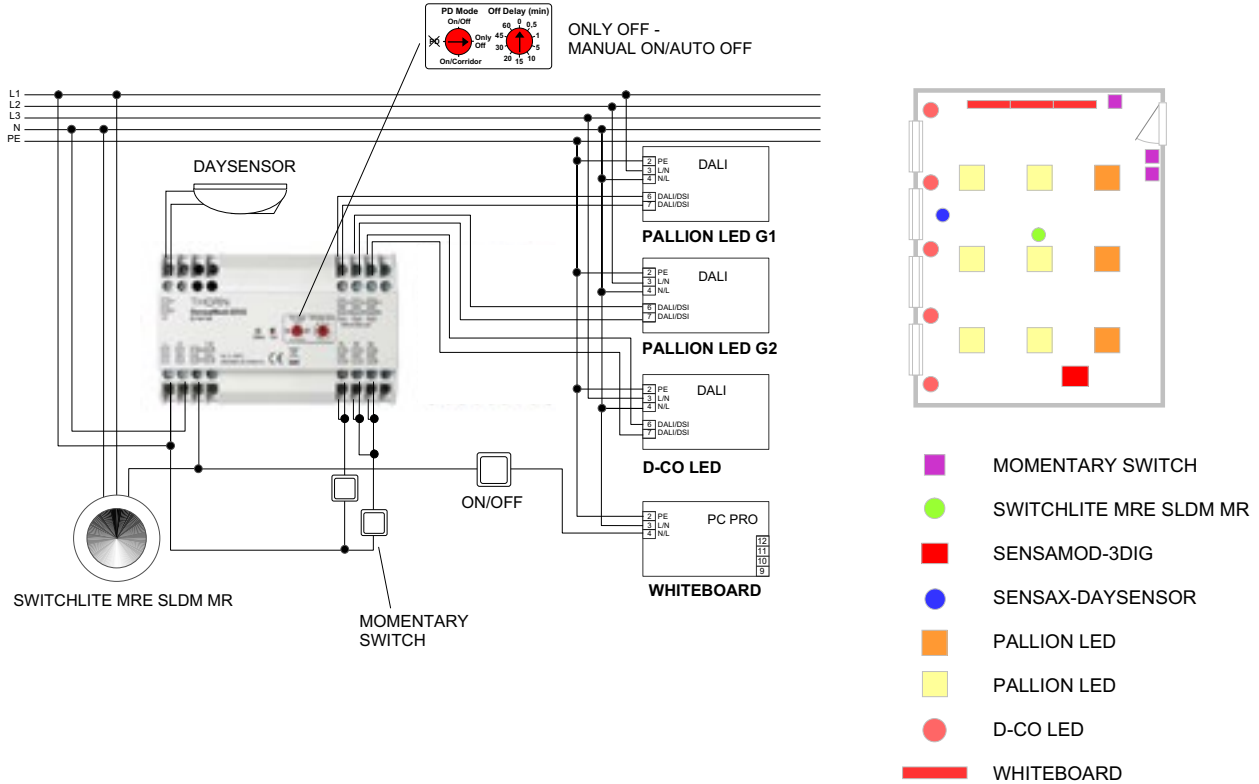 PD Mode
Off Delay (min)
On/Off
PD
Only
Off
On/Corridor
0
0,5
1
5
10
15
20
30
45
60
ONLY OFF -
MANUAL ON/AUTO OFF
L1
L2
L3
N
PE
DAYSENSOR
THORN
2 PE
3 L/N
4 N/L
6 DALI/DSI
7 DALI/DSI
DALI
PALLION LED G1
2 PE
3 L/N
4 N/L
6 DALI/DSI
7 DALI/DSI
DALI
PALLION LED G2
2 PE
3 L/N
4 N/L
6 DALI/DSI
7 DALI/DSI
DALI
D-CO LED
ON/OFF
2 PE
3 L/N
4 N/L
PC PRO
12
11
10
9
WHITEBOARD
SWITCHLITE MRE SLDM MR
MOMENTARY
SWITCH
MOMENTARY SWITCH
SWITCHLITE MRE SLDM MR
SENSAMOD-3DIG
SENSAX-DAYSENSOR
PALLION LED
PALLION LED
D-CO LED
WHITEBOARD